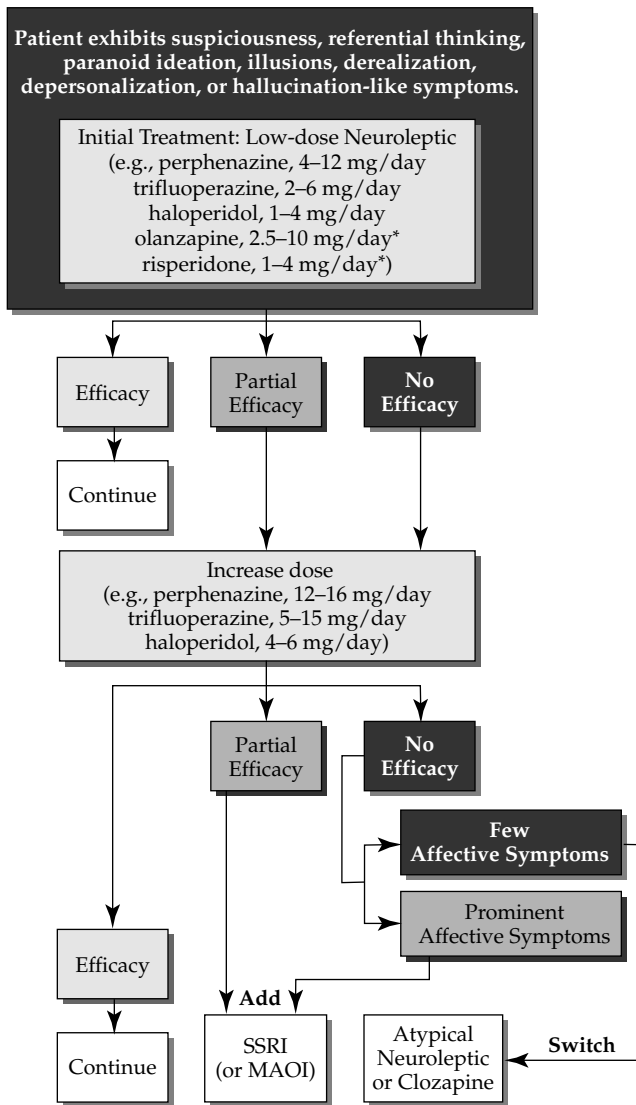 Patient exhibits suspiciousness, referential thinking,
paranoid ideation, illusions, derealization,
depersonalization, or hallucination-like symptoms.
Initial Treatment: Low-dose Neuroleptic
(e.g., perphenazine, 4–12 mg/day
trifluoperazine, 2–6 mg/day
haloperidol, 1–4 mg/day
olanzapine, 2.5–10 mg/day*
risperidone, 1–4 mg/day*)
Efficacy
Partial
Efficacy
No
Efficacy
Continue
Increase dose
(e.g., perphenazine, 12–16 mg/day
trifluoperazine, 5–15 mg/day
haloperidol, 4–6 mg/day)
Partial
Efficacy
No
Efficacy
Few
Affective Symptoms
Prominent
Affective Symptoms
Efficacy
Add
Continue
SSRI
(or MAOI)
Atypical
Neuroleptic
or Clozapine
Switch